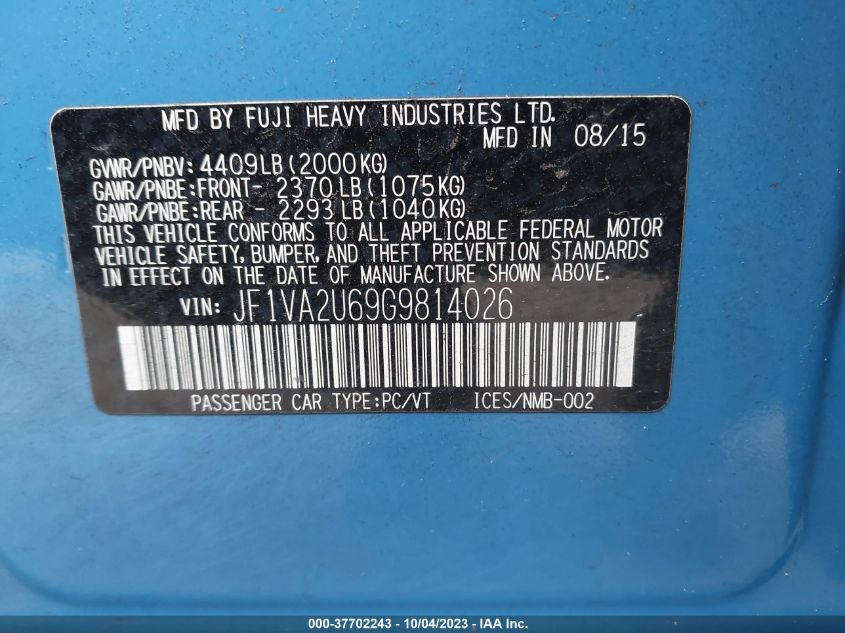 MFD BY FUJI HEAVY INDUSTRIES LTD.
MFD IN 08/15
GVWR/PNBV: 4409LB(2000KG)
GAWR/PNBE:FRONT- 2370LB(1075KG)
GAWR/PNBE:REAR - 2293LB(1040KG)
THIS VEHICLE CONFORMS TO ALL APPLICABLE FEDERAL MOTOR
VEHICLE SAFETY, BUMPER, AND THEFT PREVENTION STANDARDS
IN EFFECT ON THE DATE OF MANUFACTURE SHOWN ABOVE.
VIN: JF1VA2U69G9814026
PASSENGER CAR TYPE:PC/VT ICES/NMB-002
000-37702243 - 10/04/2023 - IAA Inc.